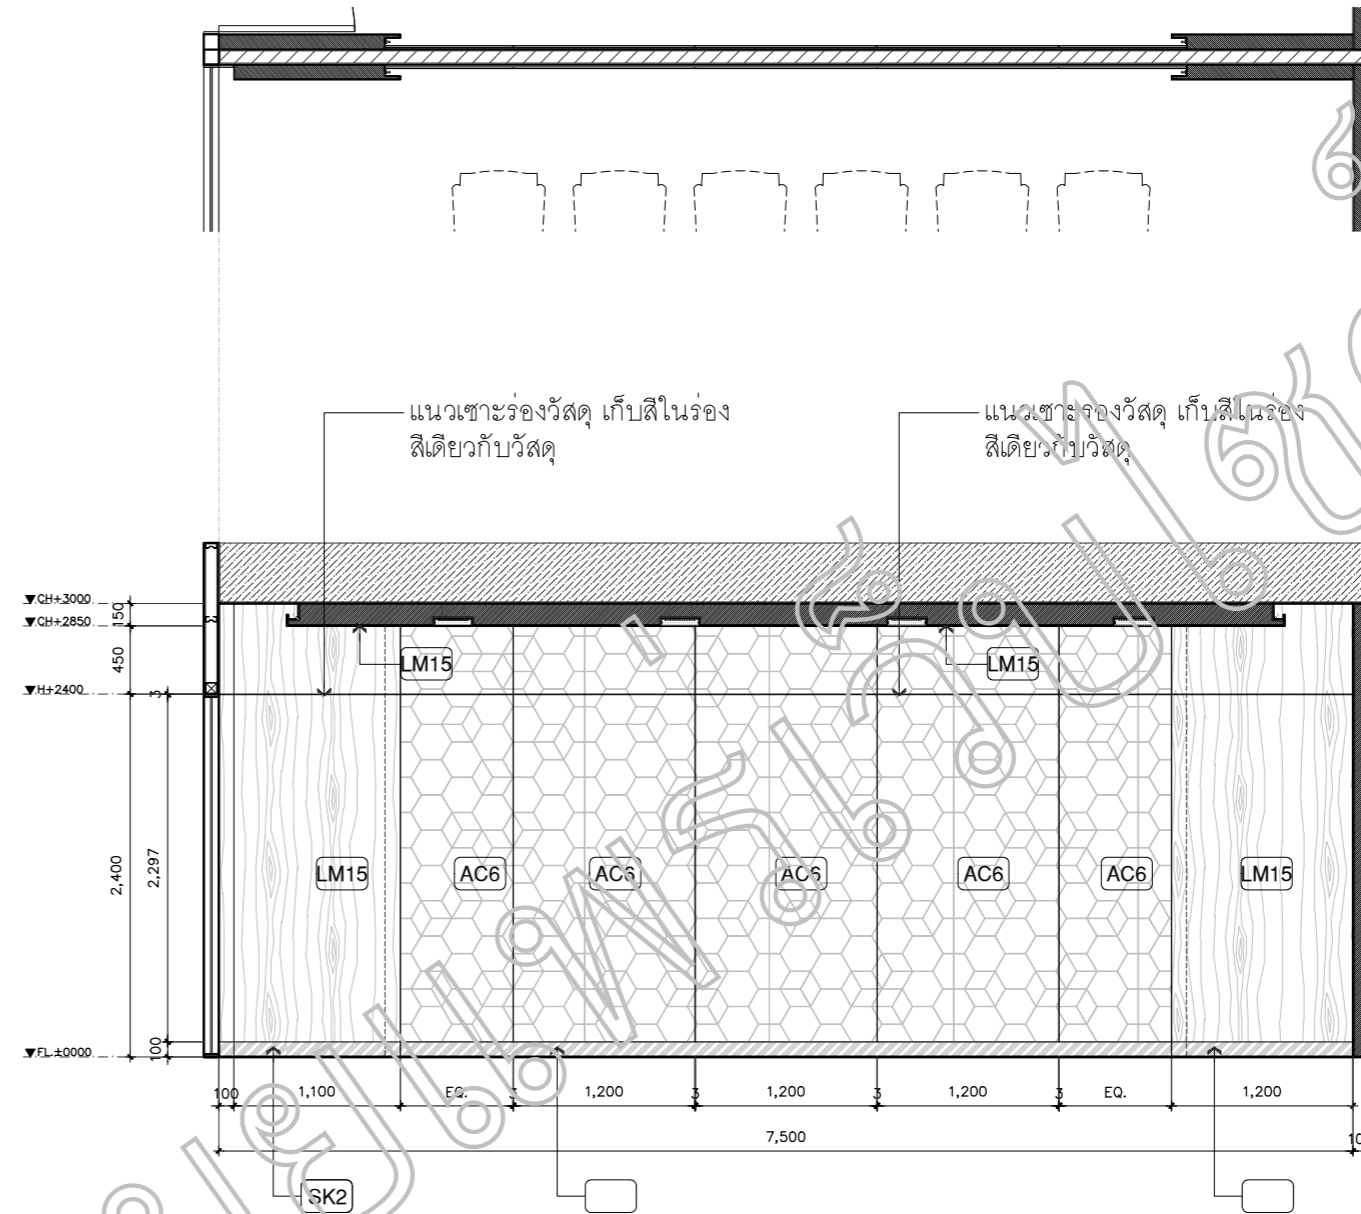 แนวเซาะร่องวัสดุ เก็บสีในร่อง
สีเดียวกับวัสดุ
แนวเซาะร่องวัสดุ เก็บสีในร่อง
สีเดียวกับวัสดุ
CH+3000
150
CH+2850
450
LM15
LM15
H+2400
3
2,400
2,297
LM15
AC6
AC6
AC6
AC6
AC6
LM15
FL.±0000
100
100
1,100
EQ.
3
1,200
3
1,200
3
1,200
3
EQ.
1,200
7,500
SK2